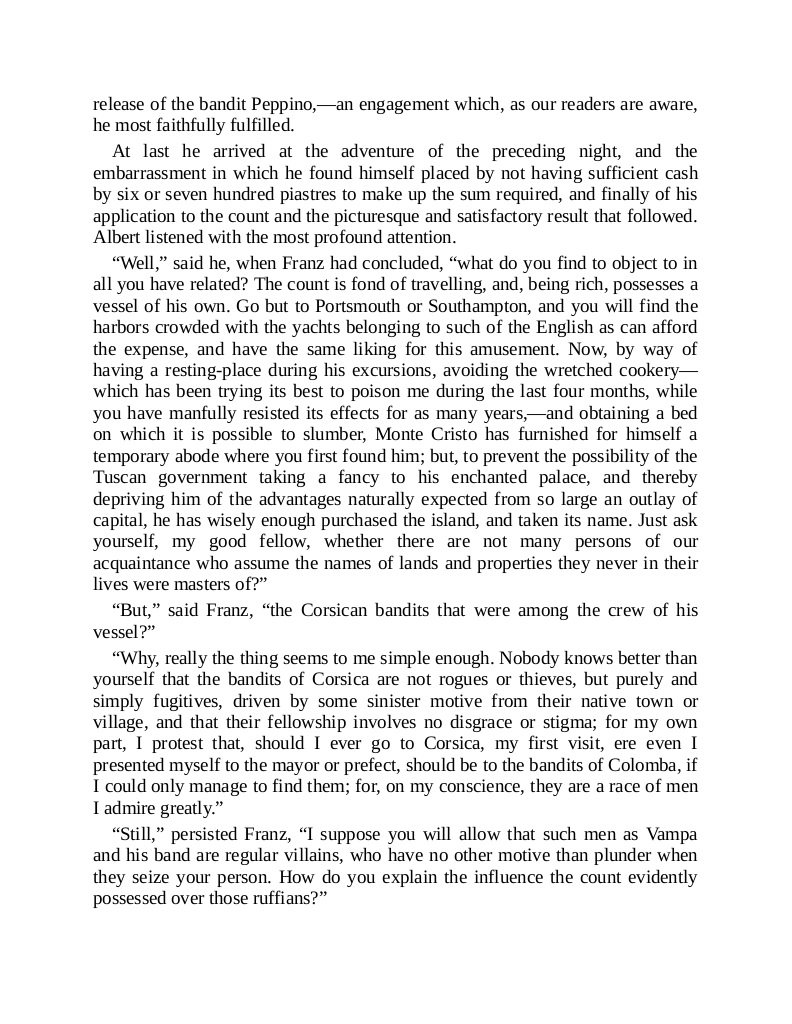 release of the bandit Peppino,—an engagement which, as our readers are aware,
he most faithfully fulfilled.
At last he arrived at the adventure of the preceding night, and the
embarrassment in which he found himself placed by not having sufficient cash
by six or seven hundred piastres to make up the sum required, and finally of his
application to the count and the picturesque and satisfactory result that followed.
Albert listened with the most profound attention.
“Well,” said he, when Franz had concluded, “what do you find to object to in
all you have related? The count is fond of travelling, and, being rich, possesses a
vessel of his own. Go but to Portsmouth or Southampton, and you will find the
harbors crowded with the yachts belonging to such of the English as can afford
the expense, and have the same liking for this amusement. Now, by way of
having a resting-place during his excursions, avoiding the wretched cookery—
which has been trying its best to poison me during the last four months, while
you have manfully resisted its effects for as many years,—and obtaining a bed
on which it is possible to slumber, Monte Cristo has furnished for himself a
temporary abode where you first found him; but, to prevent the possibility of the
Tuscan government taking a fancy to his enchanted palace, and thereby
depriving him of the advantages naturally expected from so large an outlay of
capital, he has wisely enough purchased the island, and taken its name. Just ask
yourself, my good fellow, whether there are not many persons of our
acquaintance who assume the names of lands and properties they never in their
lives were masters of?”
“But,” said Franz, “the Corsican bandits that were among the crew of his
vessel?”
“Why, really the thing seems to me simple enough. Nobody knows better than
yourself that the bandits of Corsica are not rogues or thieves, but purely and
simply fugitives, driven by some sinister motive from their native town or
village, and that their fellowship involves no disgrace or stigma; for my own
part, I protest that, should I ever go to Corsica, my first visit, ere even I
presented myself to the mayor or prefect, should be to the bandits of Colomba, if
I could only manage to find them; for, on my conscience, they are a race of men
I admire greatly.”
“Still,” persisted Franz, “I suppose you will allow that such men as Vampa
and his band are regular villains, who have no other motive than plunder when
they seize your person. How do you explain the influence the count evidently
possessed over those ruffians?”